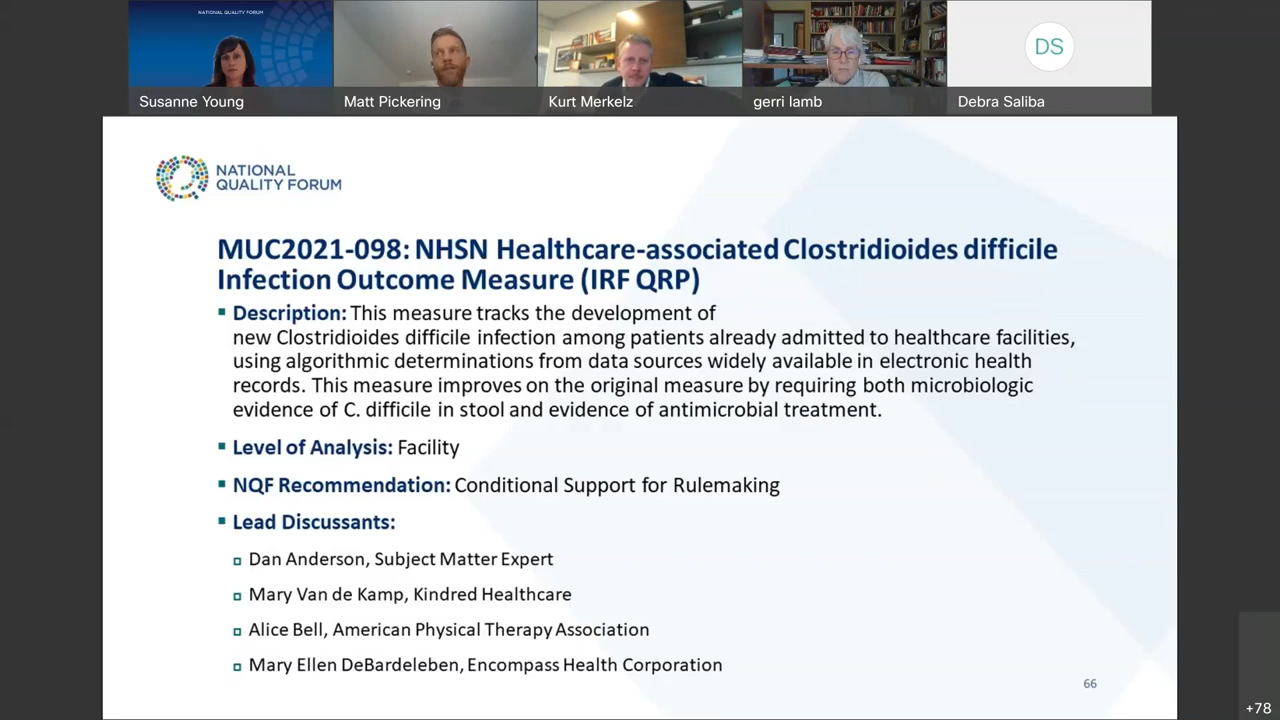 NATIONAL QUALITY FORUM
Susanne Young
Matt Pickering
Kurt Merkelz
gerri lamb
DS
Debra Saliba
NATIONAL
QUALITY FORUM
MUC2021-098: NHSN Healthcare-associated Clostridioides difficile
Infection Outcome Measure (IRF QRP)
▪ Description: This measure tracks the development of
new Clostridioides difficile infection among patients already admitted to healthcare facilities,
using algorithmic determinations from data sources widely available in electronic health
records. This measure improves on the original measure by requiring both microbiologic
evidence of C. difficile in stool and evidence of antimicrobial treatment.
▪ Level of Analysis: Facility
▪ NQF Recommendation: Conditional Support for Rulemaking
▪ Lead Discussants:
▫ Dan Anderson, Subject Matter Expert
▫ Mary Van de Kamp, Kindred Healthcare
▫ Alice Bell, American Physical Therapy Association
▫ Mary Ellen DeBardeleben, Encompass Health Corporation
66
+78